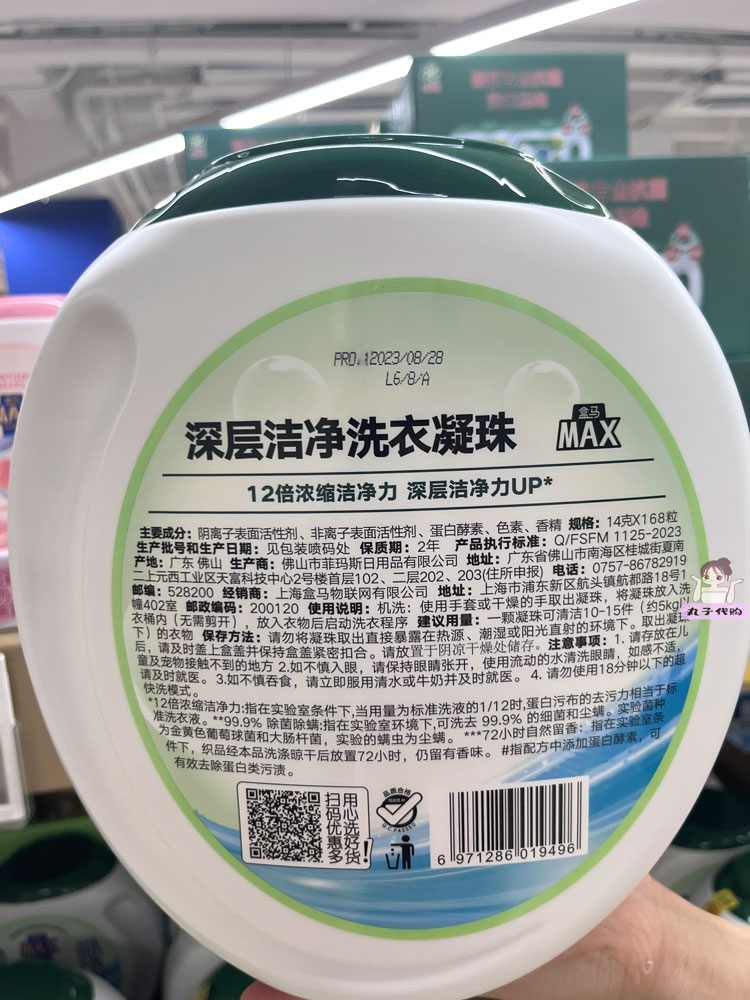 PRD.:2023/08/28
L6/8/A
深层洁净洗衣凝珠
盒马
MAX
12倍浓缩洁净力 深层洁净力UP*
主要成分：阴离子表面活性剂、非离子表面活性剂、蛋白酵素、色素、香精 规格：14克X168粒
生产批号和生产日期：见包装喷码处 保质期：2年 产品执行标准：Q/FSFM 1125-2023
产地：广东 佛山 生产商：佛山市菲玛斯日用品有限公司 地址：广东省佛山市南海区桂城街夏南
二上元西工业区天富科技中心2号楼首层102、二层202、203(住所申报) 电话：0757-86782919
邮编：528200 经销商：上海盒马物联网有限公司 地址：上海市浦东新区航头镇航都路18号1
幢402室 邮政编码：200120 使用说明：机洗：使用手套或干燥的手取出凝珠，将凝珠放入洗
衣桶内（无需剪开），放入衣物后启动洗衣程序 建议用量：一颗凝珠可清洁10-15件（约5kg以
下）的衣物 保存方法：请勿将凝珠取出直接暴露在热源、潮湿或阳光直射的环境下。取出凝珠
后，请及时盖上盒盖并保持盒盖紧密扣合。请放置于阴凉干燥处储存。注意事项：1. 请存放在儿
童及宠物接触不到的地方 2.如不慎入眼，请保持眼睛张开，使用流动的水清洗眼睛，如感不适，
请及时就医。3.如不慎吞食，请立即服用清水或牛奶并及时就医。4. 请勿使用18分钟以下的超
快洗模式。
*12倍浓缩洁净力:指在实验室条件下,当用量为标准洗液的1/12时,蛋白污布的去污力相当于标
准洗衣液。**99.9% 除菌除螨:指在实验室环境下,可洗去 99.9% 的细菌和尘螨。实验菌种
为金黄色葡萄球菌和大肠杆菌，实验的螨虫为尘螨。***72小时自然留香：指在实验室条
件下，织品经本品洗涤晾干后放置72小时，仍留有香味。#指配方中添加蛋白酵素，可
有效去除蛋白类污渍。
用心洗好货!
扫码优惠多
品质合格
Q.C.PASSED
6 971286 019496
丸子代购